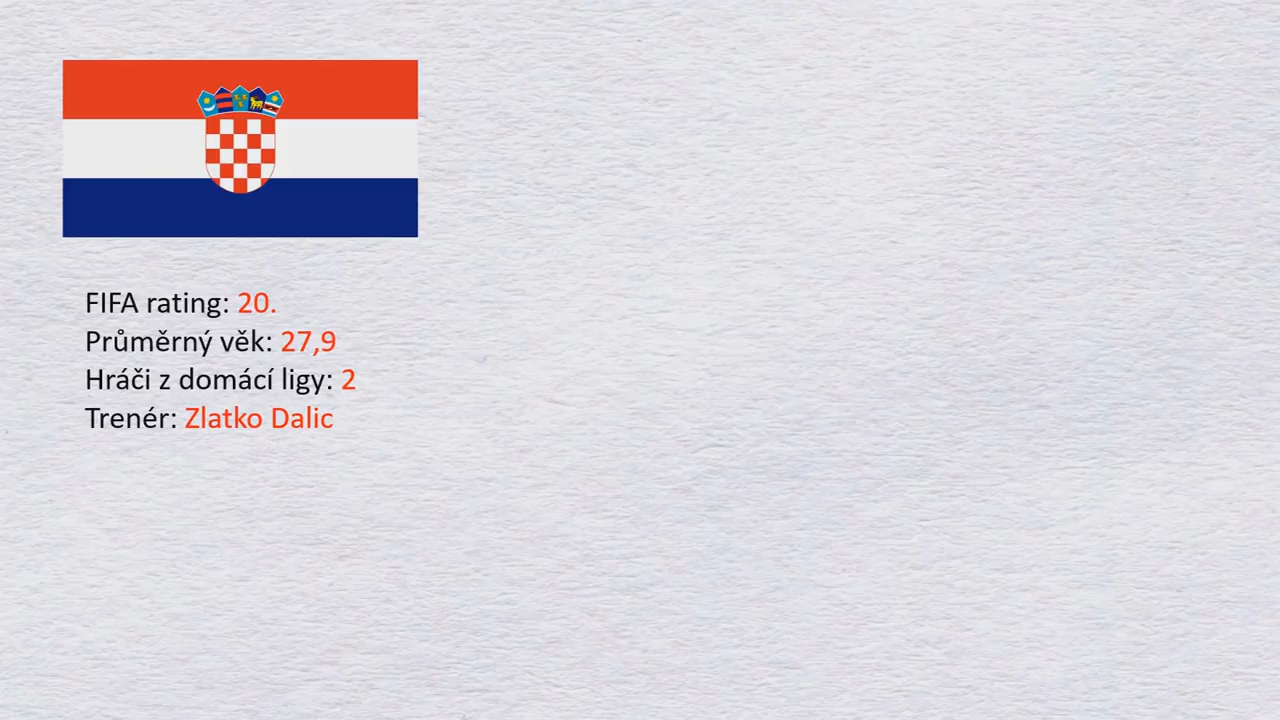 FIFA rating: 20.
Průměrný věk: 27,9
Hráči z domácí ligy: 2
Trenér: Zlatko Dalic